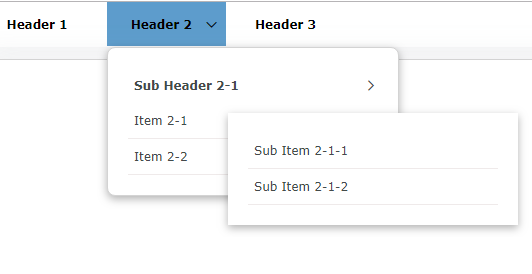 Header 1
Header 2
Header 3
Sub Header 2-1
Item 2-1
Item 2-2
Sub Item 2-1-1
Sub Item 2-1-2